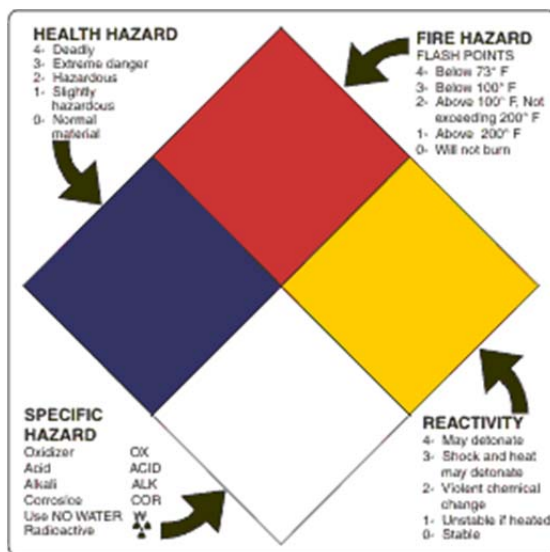 HEALTH HAZARD
4- Deadly
3- Extreme danger
2- Hazardous
1- Slightly
hazardous
0- Normal
material
FIRE HAZARD
FLASH POINTS
4- Below 73° F
3- Below 100° F
2- Above 100° F, Not
exceeding 200° F
1- Above 200° F
0- Will not burn
SPECIFIC
HAZARD
Oxidizer OX
Acid ACID
Alkali ALK
Corrosice COR
Use NO WATER W
Radioactive
REACTIVITY
4- May detonate
3- Shock and heat
may detonate
2- Violent chemical
change
1- Unstable if heated
0- Stable